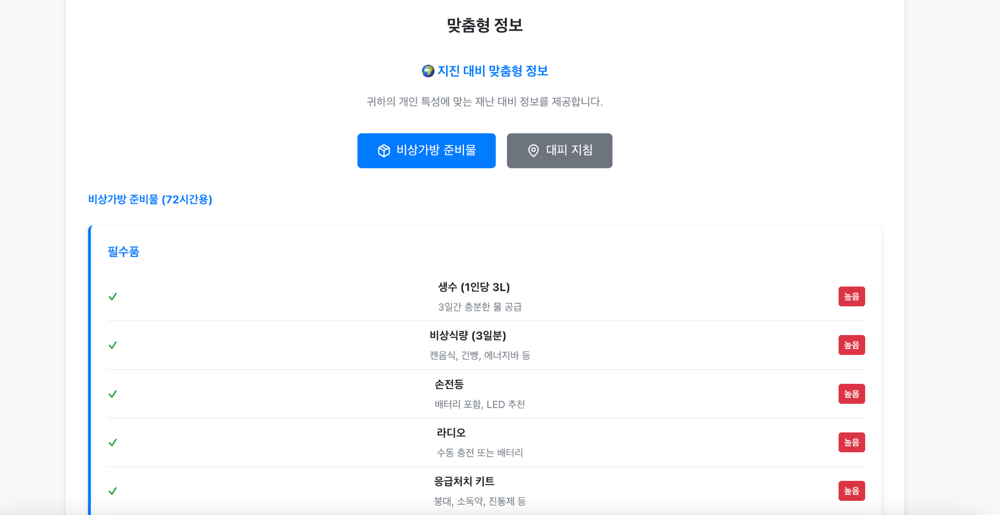 맞춤형 정보
지진 대비 맞춤형 정보
귀하의 개인 특성에 맞는 재난 대비 정보를 제공합니다.
비상가방 준비물
대피 지침
비상가방 준비물 (72시간용)
필수품
생수 (1인당 3L)
3일간 충분한 물 공급
높음
비상식량 (3일분)
캔음식, 건빵, 에너지바 등
높음
손전등
배터리 포함, LED 추천
높음
라디오
수동 충전 또는 배터리
높음
응급처치 키트
붕대, 소독약, 진통제 등
높음